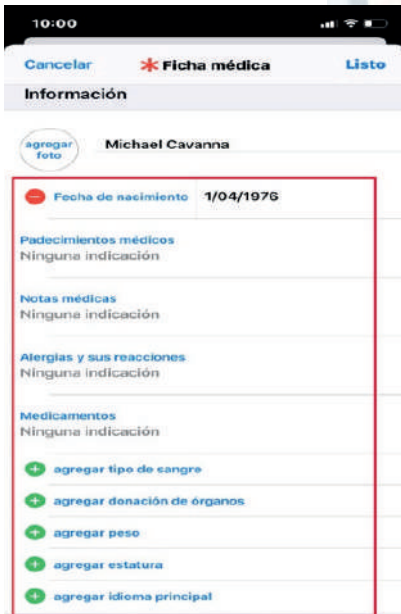 10:00
Cancelar
Ficha médica
Listo
Información
agregar
foto
Michael Cavanna
Fecha de nacimiento 1/04/1976
Padecimientos médicos
Ninguna indicación
Notas médicas
Ninguna indicación
Alergias y sus reacciones
Ninguna indicación
Medicamentos
Ninguna indicación
agregar tipo de sangre
agregar donación de órganos
agregar peso
agregar estatura
agregar idioma principal